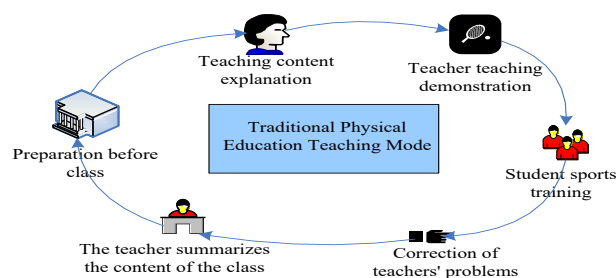 Teaching content
explanation
Teacher teaching
demonstration
Traditional Physical
Education Teaching Mode
Preparation before
class
Student sports
training
The teacher summarizes
the content of the class
Correction of
teachers' problems